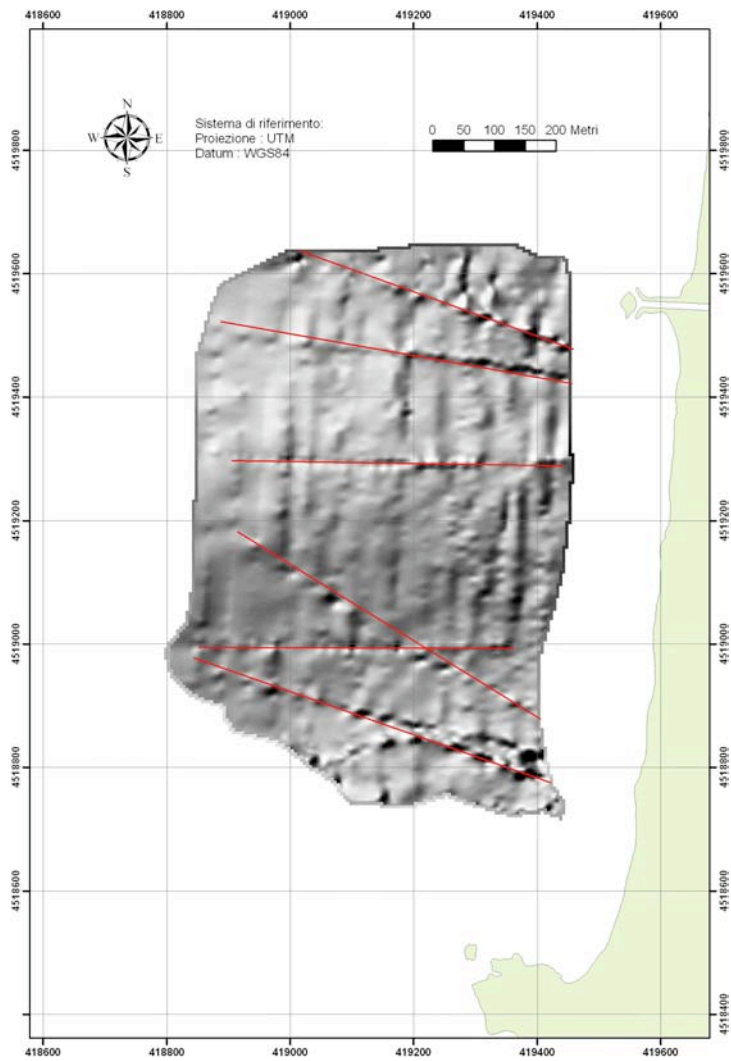 418600 418800 419000 419200 419400 419600
N
W E
S
Sistema di riferimento:
Proiezione : UTM
Datum : WGS84
0 50 100 150 200 Metri
4519800 4519800
4519600 4519600
4519400 4519400
4519200 4519200
4519000 4519000
4518800 4518800
4518600 4518600
4518400 4518400
418600 418800 419000 419200 419400 419600